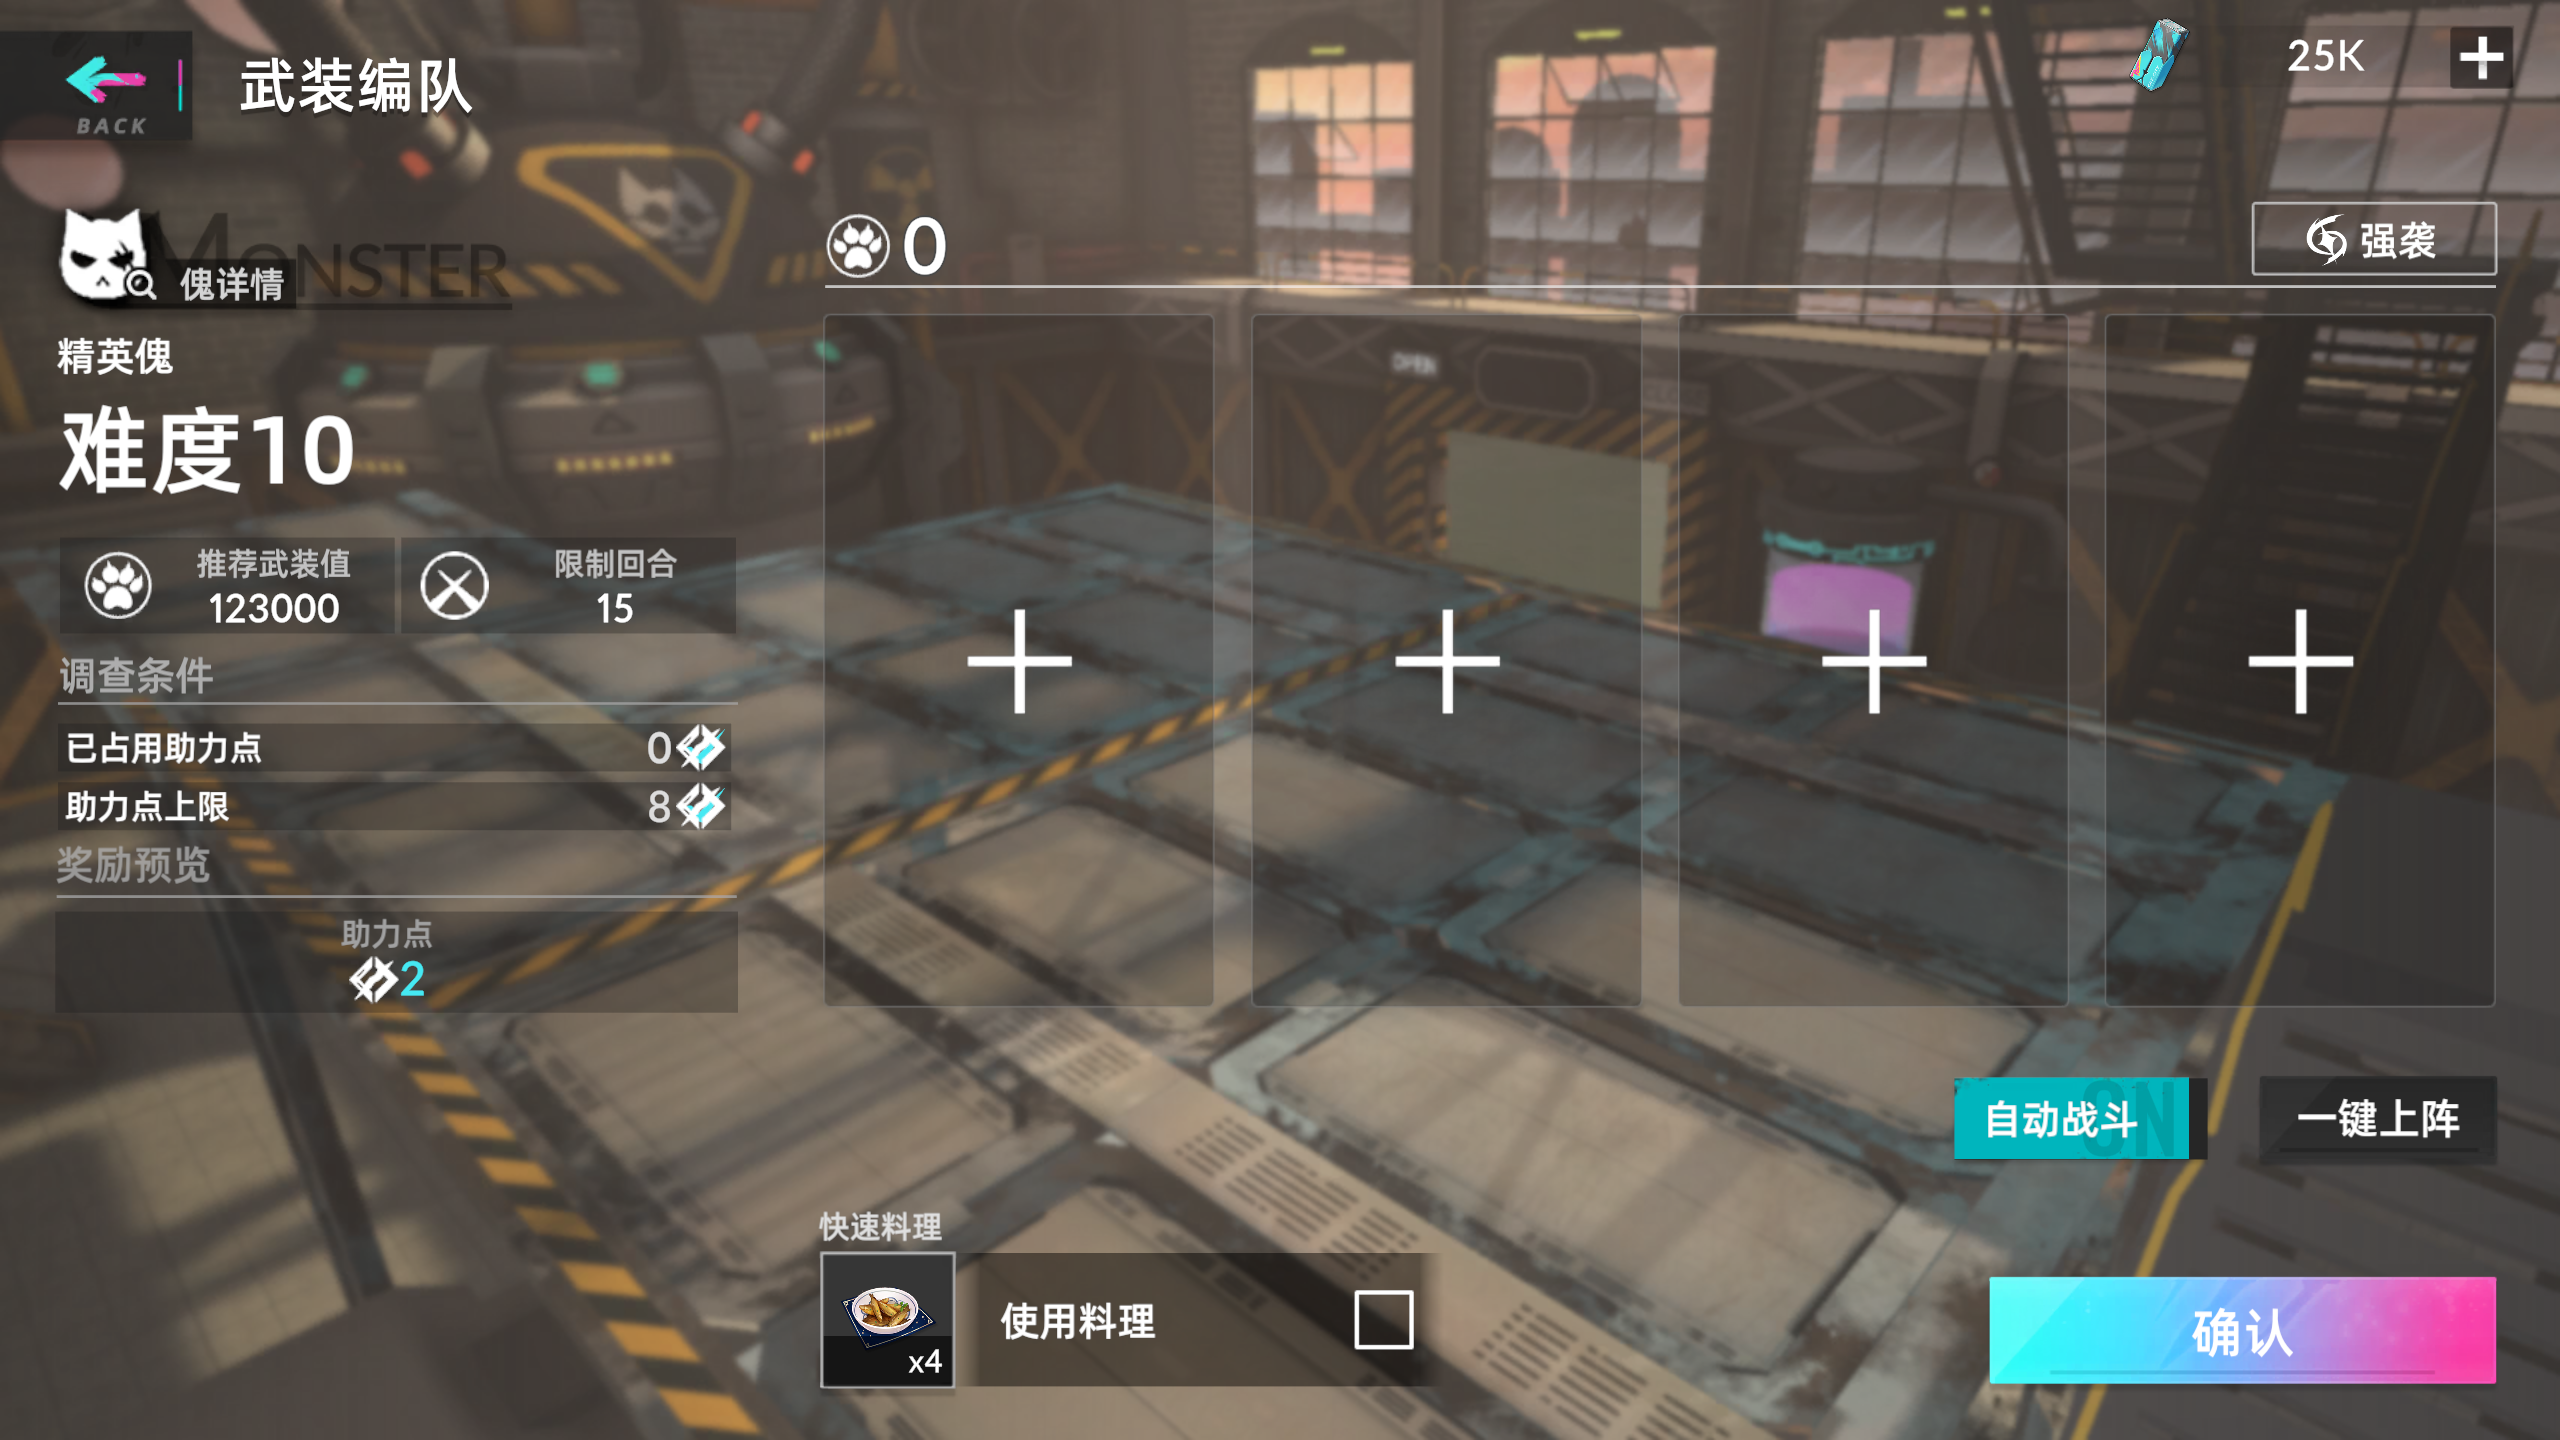 BACK
武装编队
25K
MONSTER
傀详情
0
强袭
精英傀
难度10
推荐武装值
123000
限制回合
15
调查条件
已占用助力点
0
助力点上限
8
奖励预览
助力点
2
OPEN
自动战斗
ON
一键上阵
快速料理
x4
使用料理
确认